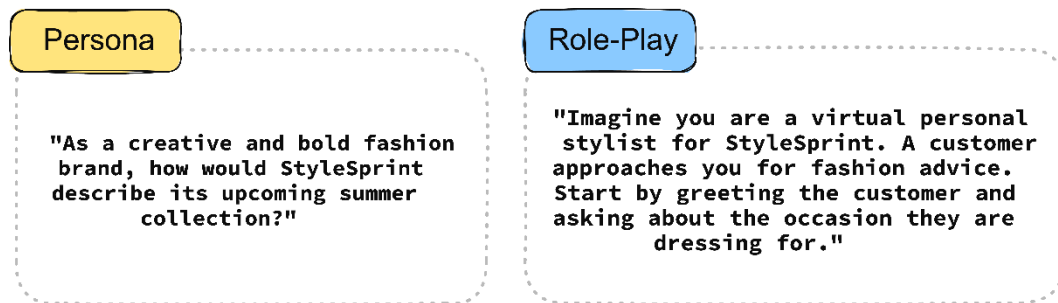 Persona
"As a creative and bold fashion
brand, how would StyleSprint
describe its upcoming summer
collection?"
Role-Play
"Imagine you are a virtual personal
stylist for StyleSprint. A customer
approaches you for fashion advice.
Start by greeting the customer and
asking about the occasion they are
dressing for."